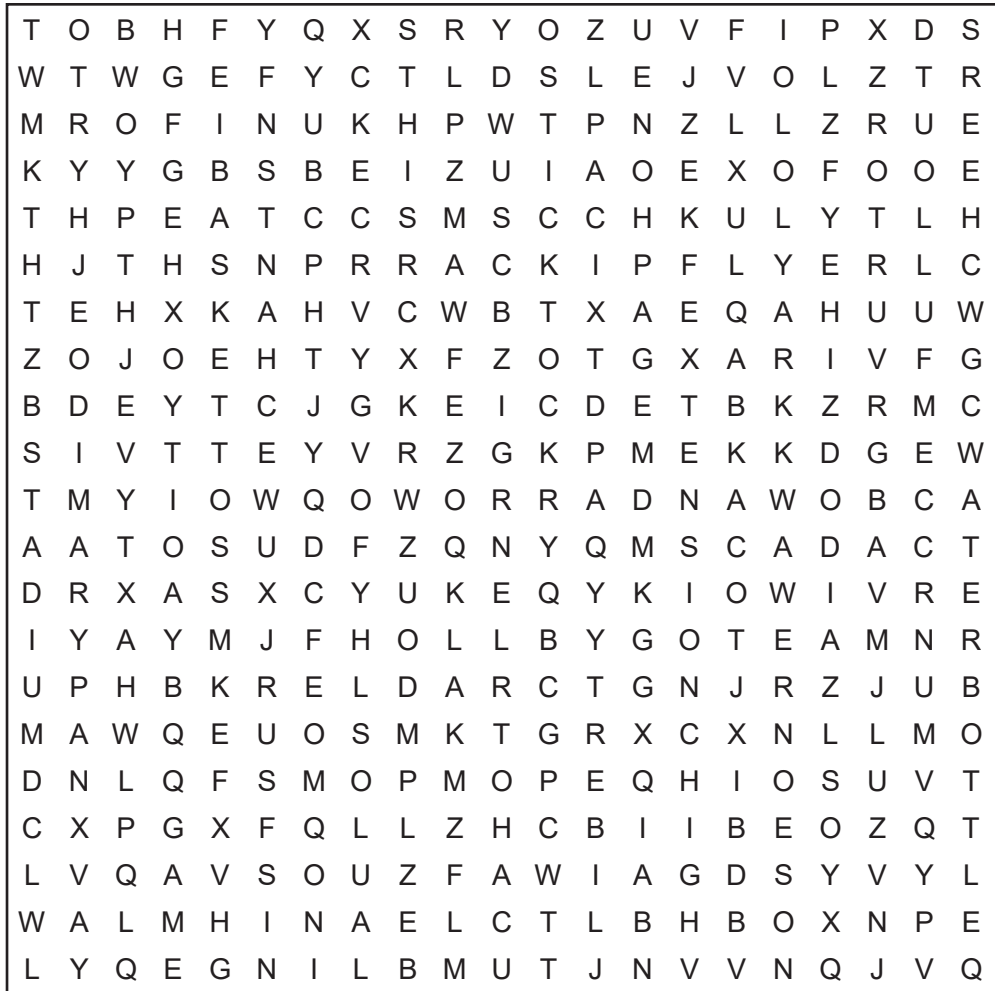 T O B H F Y Q X S R Y O Z U V F I P X D S
W T W G E F Y C T L D S L E J V O L Z T R
M R O F I N U K H P W T P N Z L L Z R U E
K Y Y G B S B E I Z U I A O E X O F O O E
T H P E A T C C S M S C C H K U L Y T L H
H J T H S N P R R A C K I P F L Y E R L C
T E H X K A H V C W B T X A E Q A H U U W
Z O J O E H T Y X F Z O T G X A R I V F G
B D E Y T C J G K E I C D E T B K Z R M C
S I V T T E Y V R Z G K P M E K K D G E W
T M Y I O W Q O W O R R A D N A W O B C A
A A T O S U D F Z Q N Y Q M S C A D A C T
D R X A S X C Y U K E Q Y K I O W I V R E
I Y A Y M J F H O L L B Y G O T E A M N R
U P H B K R E L D A R C T G N J R Z J U B
M A W Q E U O S M K T G R X C X N L L M O
D N L Q F S M O P M O P E Q H I O S U V T
C X P G X F Q L L Z H C B I I B E O Z Q T
L V Q A V S O U Z F A W I A G D S Y V Y L
W A L M H I N A E L C T L B H B O X N P E
L Y Q E G N I L B M U T J N V V N Q J V Q